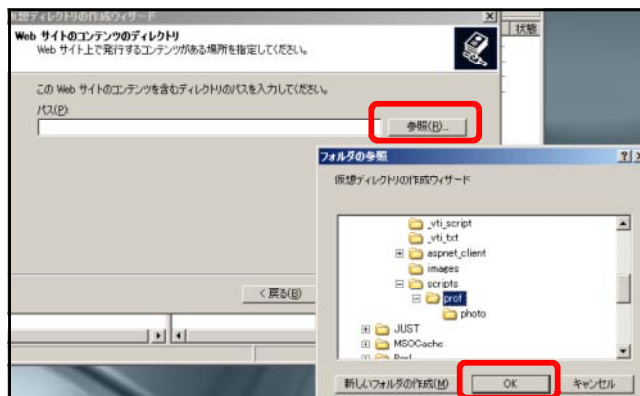 仮想ディレクトリの作成ウィザード
状態
Web サイトのコンテンツのディレクトリ
Web サイト上で発行するコンテンツがある場所を指定してください。
この Web サイトのコンテンツを含むディレクトリのパスを入力してください。
パス(P):
参照(R)...
フォルダの参照
仮想ディレクトリの作成ウィザード
_vti_script
_vti_txt
aspnet_client
images
scripts
prof
photo
JUST
MSOCache
Perl
< 戻る(B)
新しいフォルダの作成(M)
OK
キャンセル